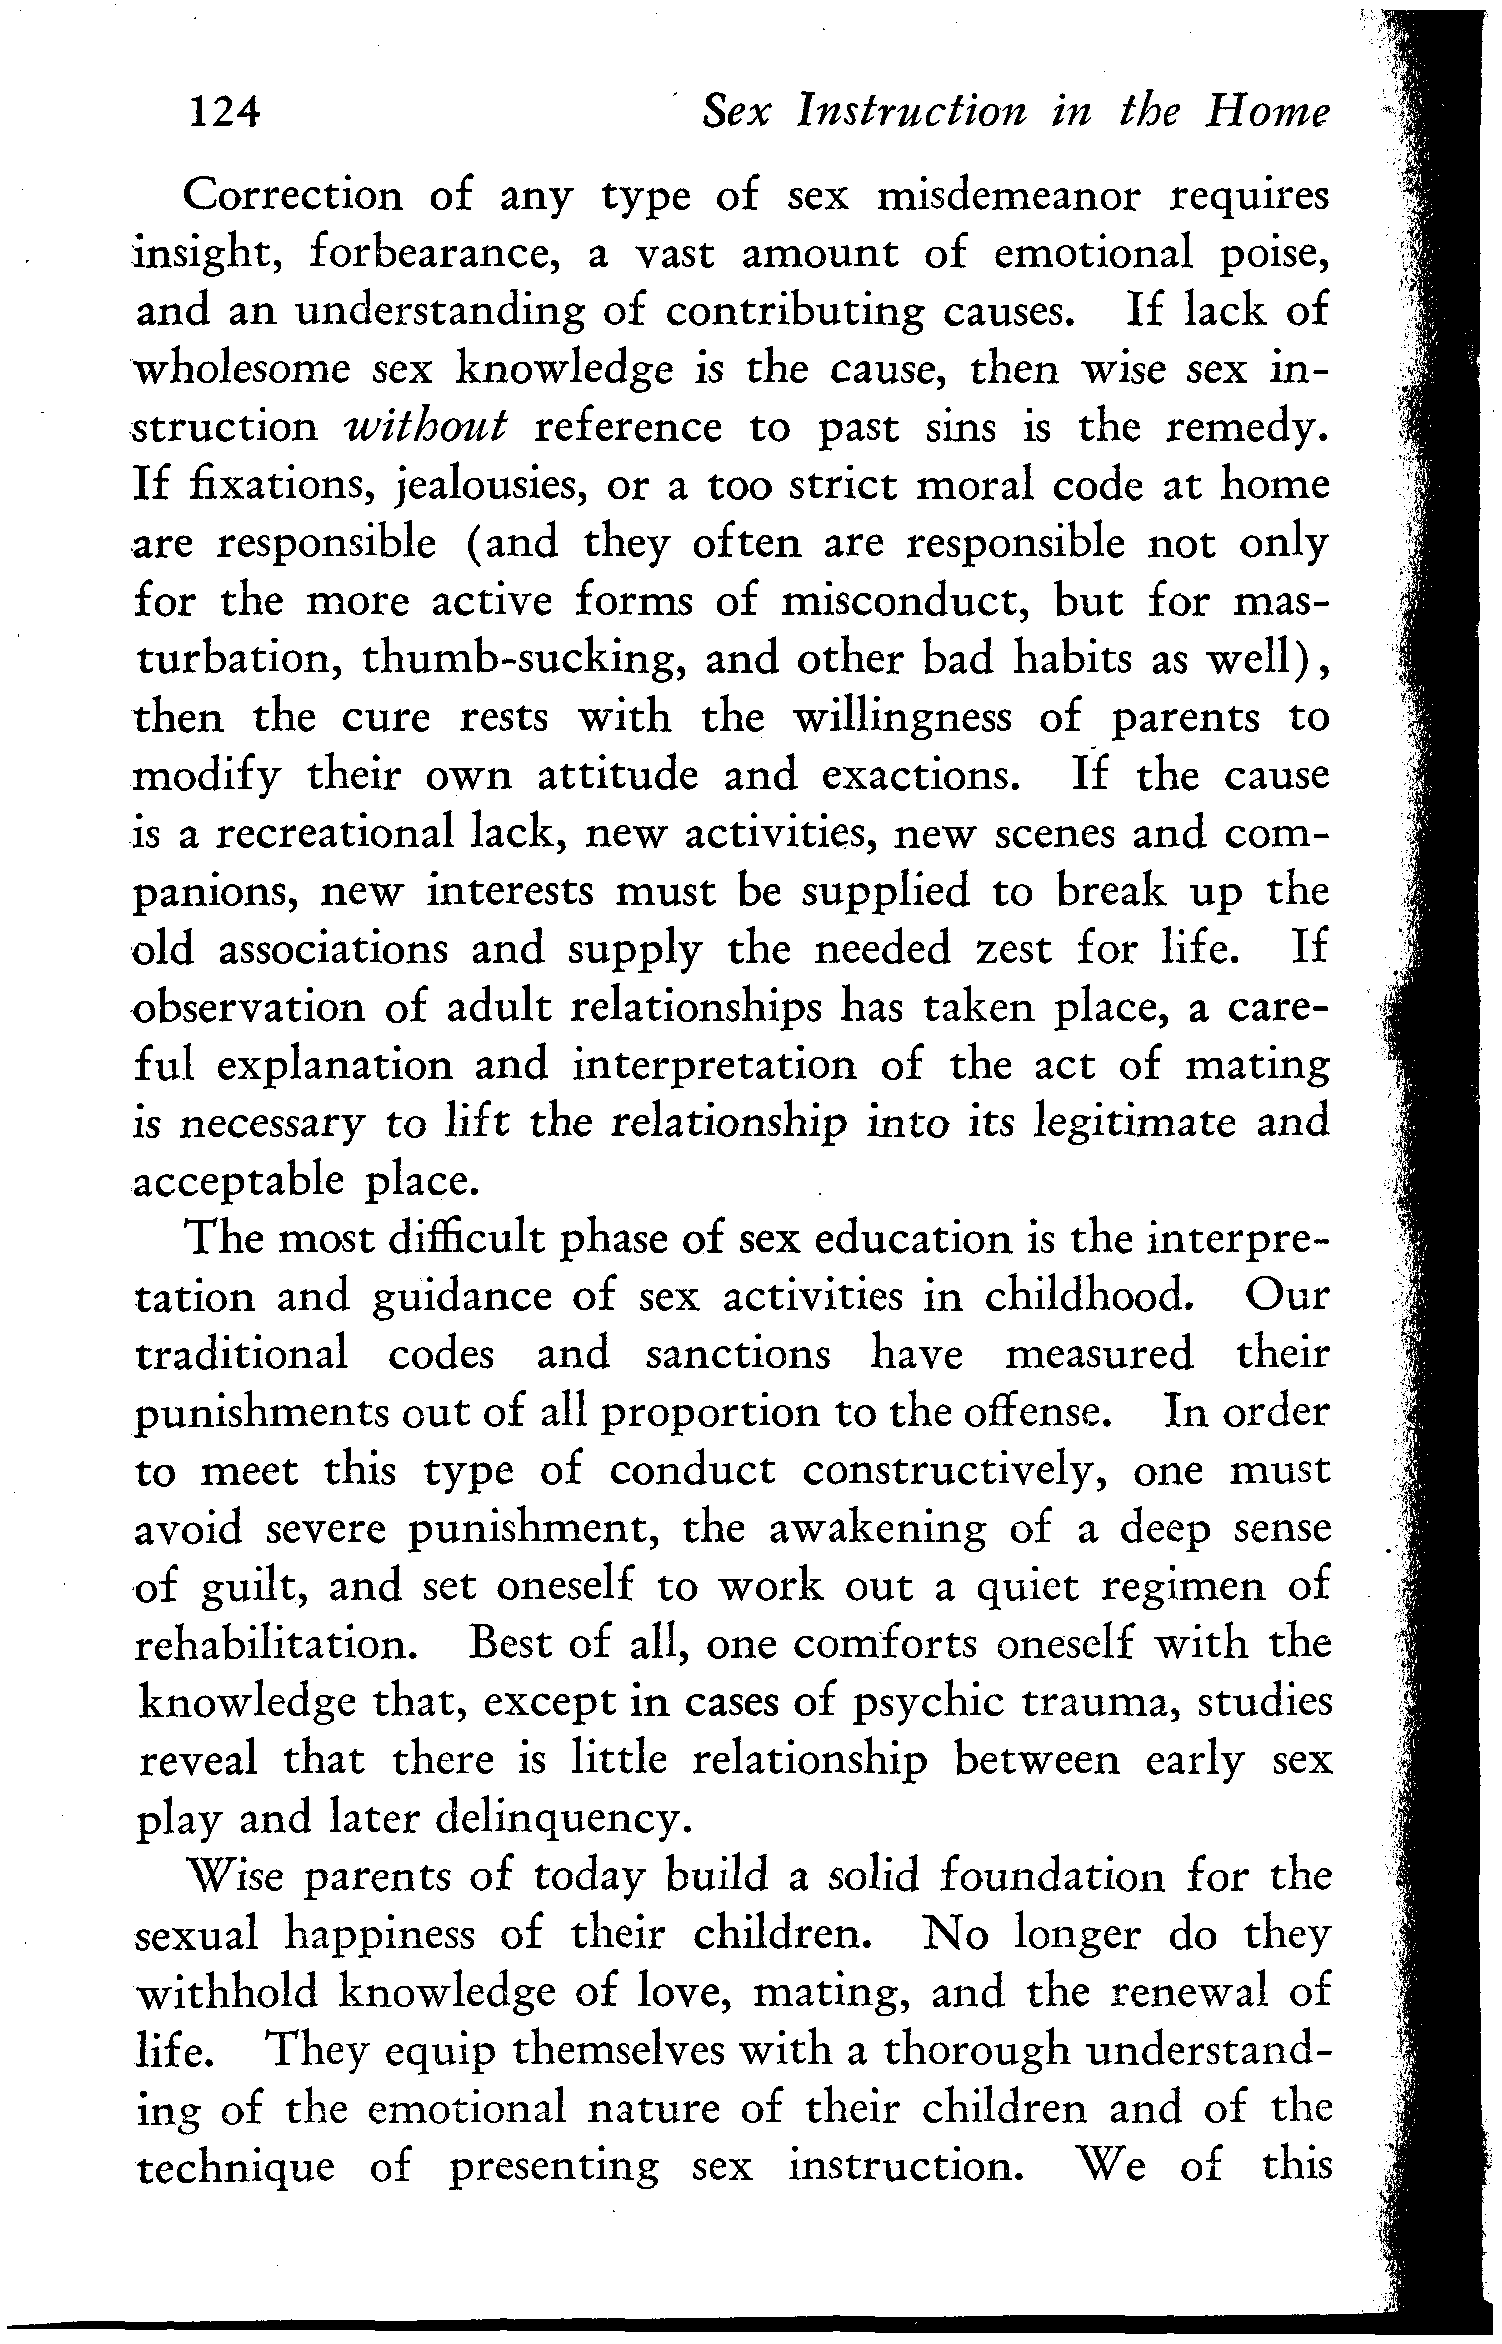 124 Sex Instruction in the Home
Correction of any type of sex misdemeanor requires
insight, forbearance, a vast amount of emotional poise,
and an understanding of contributing causes. If lack of
wholesome sex knowledge is the cause, then wise sex in-
struction without reference to past sins is the remedy.
If fixations, jealousies, or a too strict moral code at home
are responsible (and they often are responsible not only
for the more active forms of misconduct, but for mas-
turbation, thumb-sucking, and other bad habits as well),
then the cure rests with the willingness of parents to
modify their own attitude and exactions. If the cause
is a recreational lack, new activities, new scenes and com-
panions, new interests must be supplied to break up the
old associations and supply the needed zest for life. If
observation of adult relationships has taken place, a care-
ful explanation and interpretation of the act of mating
is necessary to lift the relationship into its legitimate and
acceptable place.
The most difficult phase of sex education is the interpre-
tation and guidance of sex activities in childhood. Our
traditional codes and sanctions have measured their
punishments out of all proportion to the offense. In order
to meet this type of conduct constructively, one must
avoid severe punishment, the awakening of a deep sense
of guilt, and set oneself to work out a quiet regimen of
rehabilitation. Best of all, one comforts oneself with the
knowledge that, except in cases of psychic trauma, studies
reveal that there is little relationship between early sex
play and later delinquency.
Wise parents of today build a solid foundation for the
sexual happiness of their children. No longer do they
withhold knowledge of love, mating, and the renewal of
life. They equip themselves with a thorough understand-
ing of the emotional nature of their children and of the
technique of presenting sex instruction. We of this